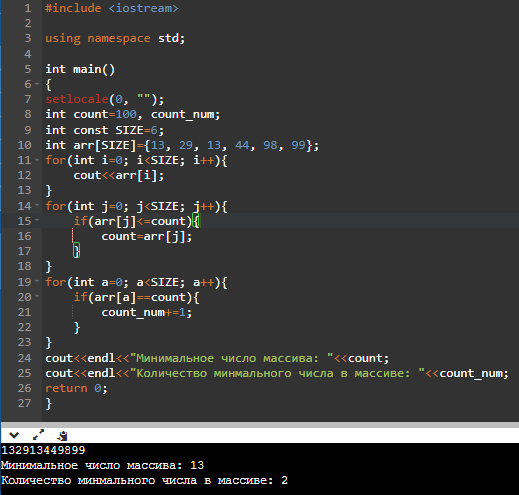 1 #include <iostream>
2
3 using namespace std;
4
5 int main()
6 {
7 setlocale(0, "");
8 int count=100, count_num;
9 int const SIZE=6;
10 int arr[SIZE]={13, 29, 13, 44, 98, 99};
11 for(int i=0; i<SIZE; i++){
12     cout<<arr[i];
13 }
14 for(int j=0; j<SIZE; j++){
15     if(arr[j]<=count){
16         count=arr[j];
17     }
18 }
19 for(int a=0; a<SIZE; a++){
20     if(arr[a]==count){
21         count_num+=1;
22     }
23 }
24 cout<<endl<<"Минимальное число массива: "<<count;
25 cout<<endl<<"Количество минмального числа в массиве: "<<count_num;
26 return 0;
27 }
132913449899
Минимальное число массива: 13
Количество минмального числа в массиве: 2